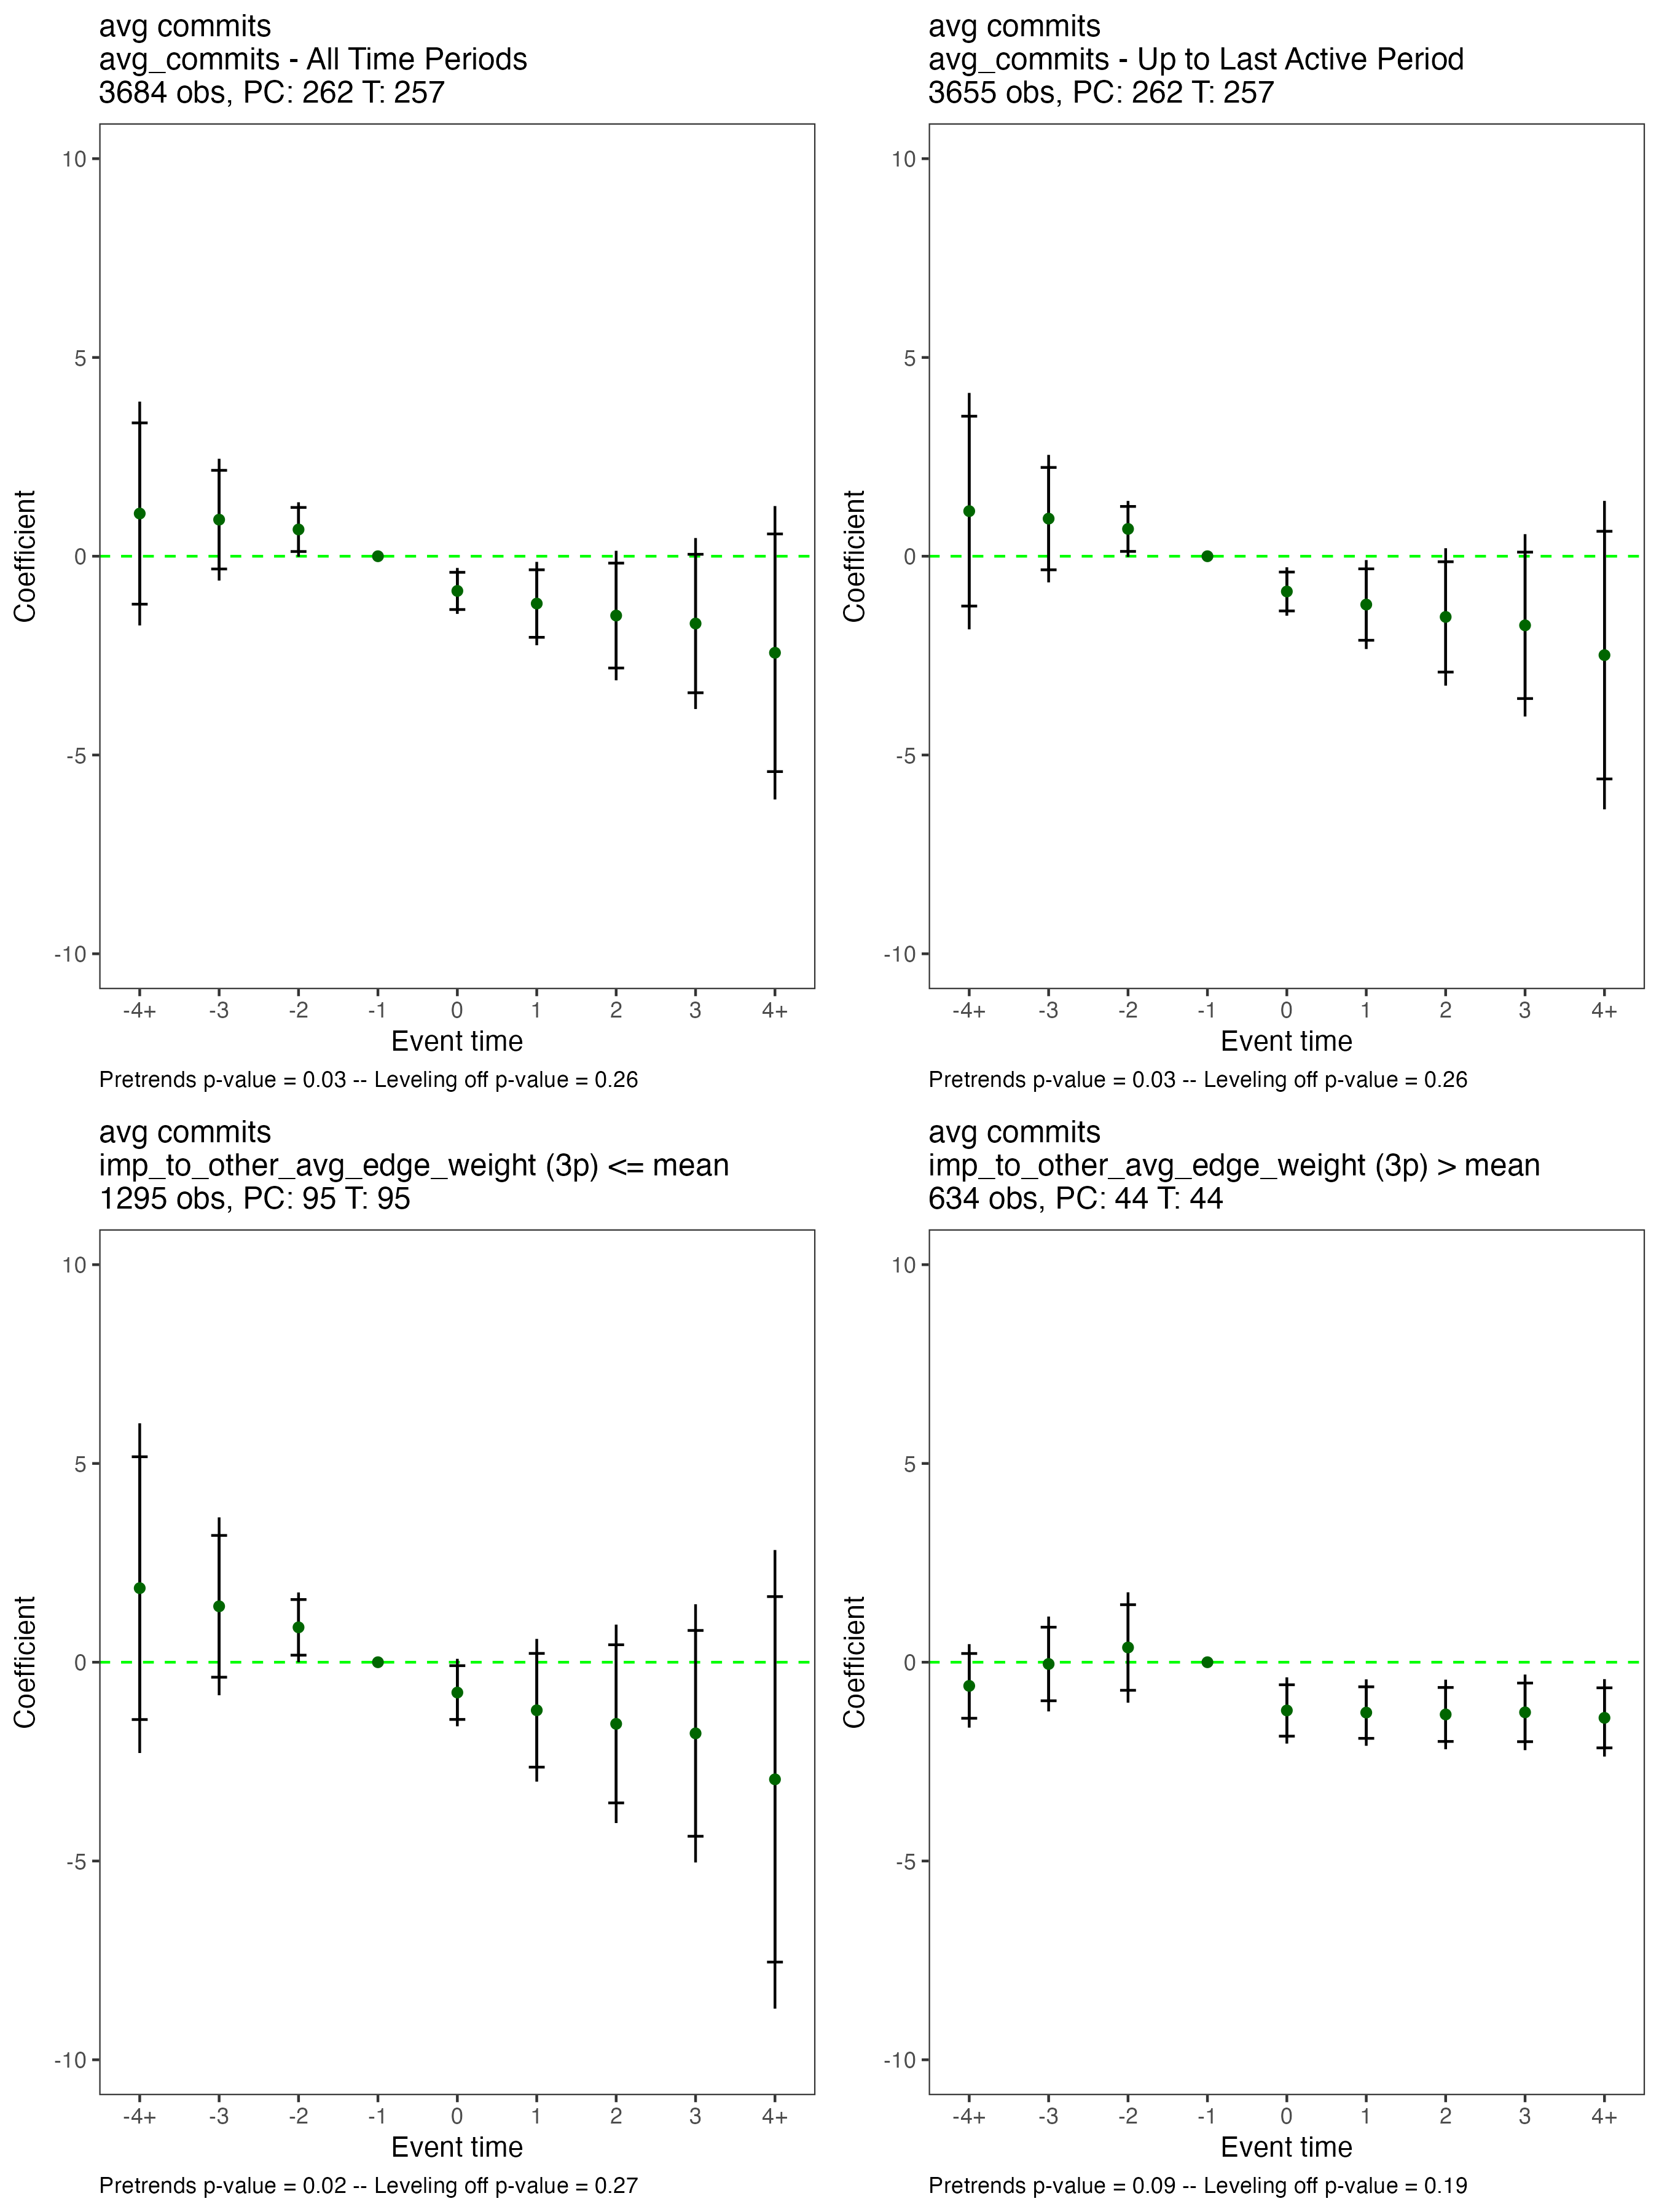 avg commits
avg_commits - All Time Periods
3684 obs, PC: 262 T: 257
10
5
0
-5
-10
Coefficient
-4+ -3 -2 -1 0 1 2 3 4+
Event time
Pretrends p-value = 0.03 -- Leveling off p-value = 0.26
avg commits
avg_commits - Up to Last Active Period
3655 obs, PC: 262 T: 257
10
5
0
-5
-10
Coefficient
-4+ -3 -2 -1 0 1 2 3 4+
Event time
Pretrends p-value = 0.03 -- Leveling off p-value = 0.26
avg commits
imp_to_other_avg_edge_weight (3p) <= mean
1295 obs, PC: 95 T: 95
10
5
0
-5
-10
Coefficient
-4+ -3 -2 -1 0 1 2 3 4+
Event time
Pretrends p-value = 0.02 -- Leveling off p-value = 0.27
avg commits
imp_to_other_avg_edge_weight (3p) > mean
634 obs, PC: 44 T: 44
10
5
0
-5
-10
Coefficient
-4+ -3 -2 -1 0 1 2 3 4+
Event time
Pretrends p-value = 0.09 -- Leveling off p-value = 0.19